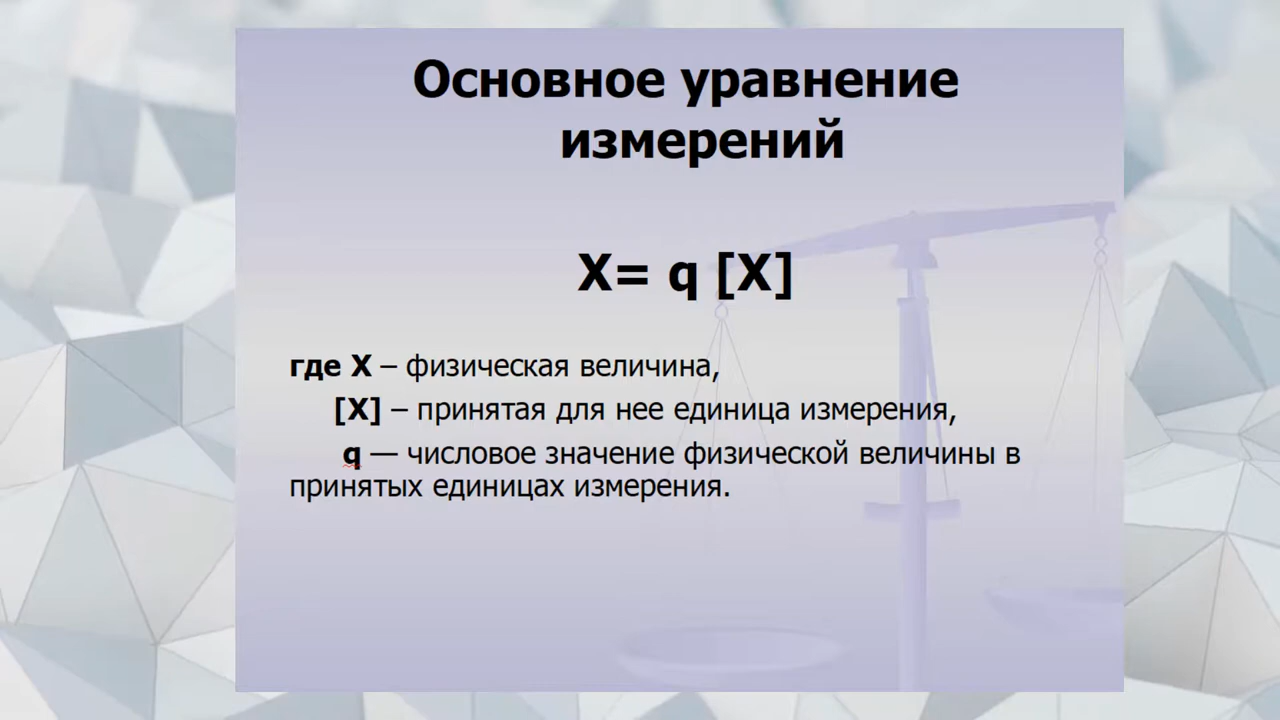 Основное уравнение
измерений
X= q [X]
где X – физическая величина,
[X] – принятая для нее единица измерения,
q — числовое значение физической величины в
принятых единицах измерения.